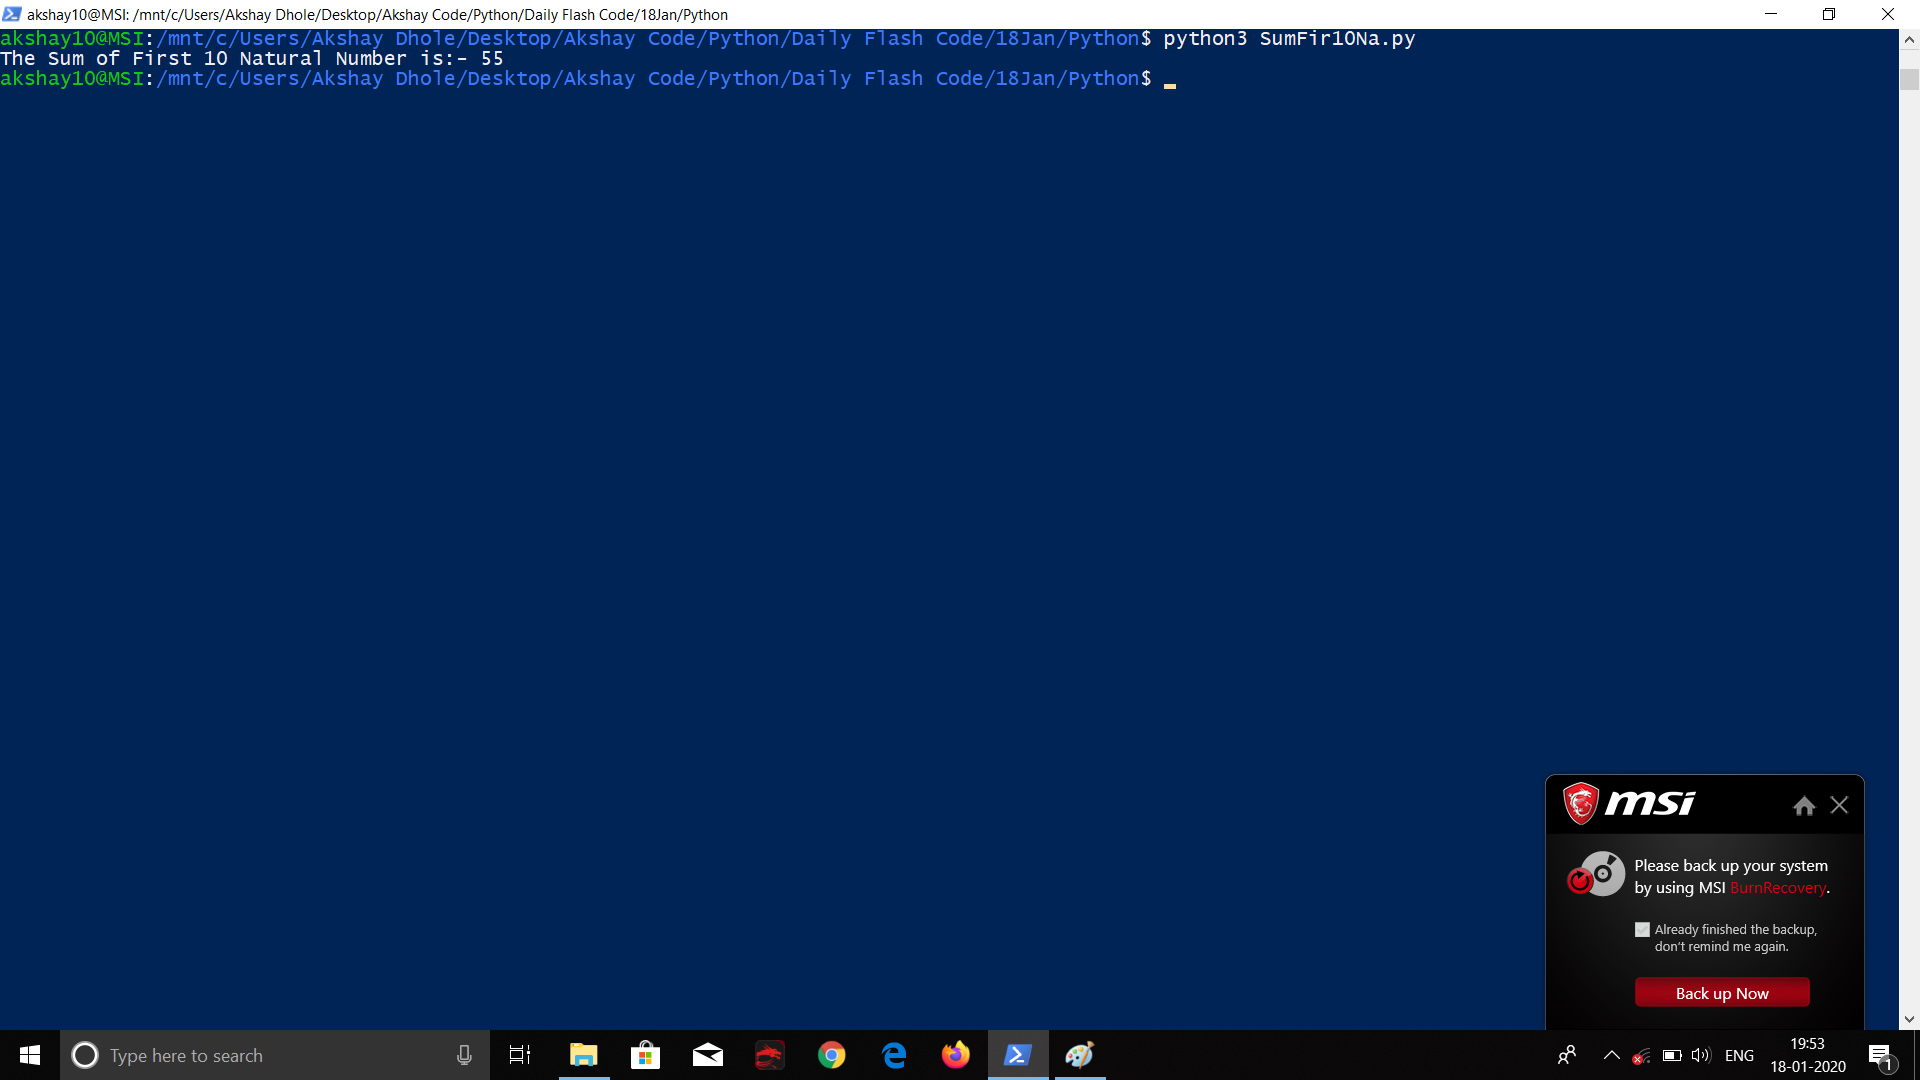 akshay10@MSI: /mnt/c/Users/Akshay Dhole/Desktop/Akshay Code/Python/Daily Flash Code/18Jan/Python
akshay10@MSI:/mnt/c/Users/Akshay Dhole/Desktop/Akshay Code/Python/Daily Flash Code/18Jan/Python$ python3 SumFir10Na.py
The Sum of First 10 Natural Number is:- 55
akshay10@MSI:/mnt/c/Users/Akshay Dhole/Desktop/Akshay Code/Python/Daily Flash Code/18Jan/Python$
msi
Please back up your system
by using MSI BurnRecovery.
Already finished the backup,
don't remind me again.
Back up Now
Type here to search
ENG
19:53
18-01-2020
1